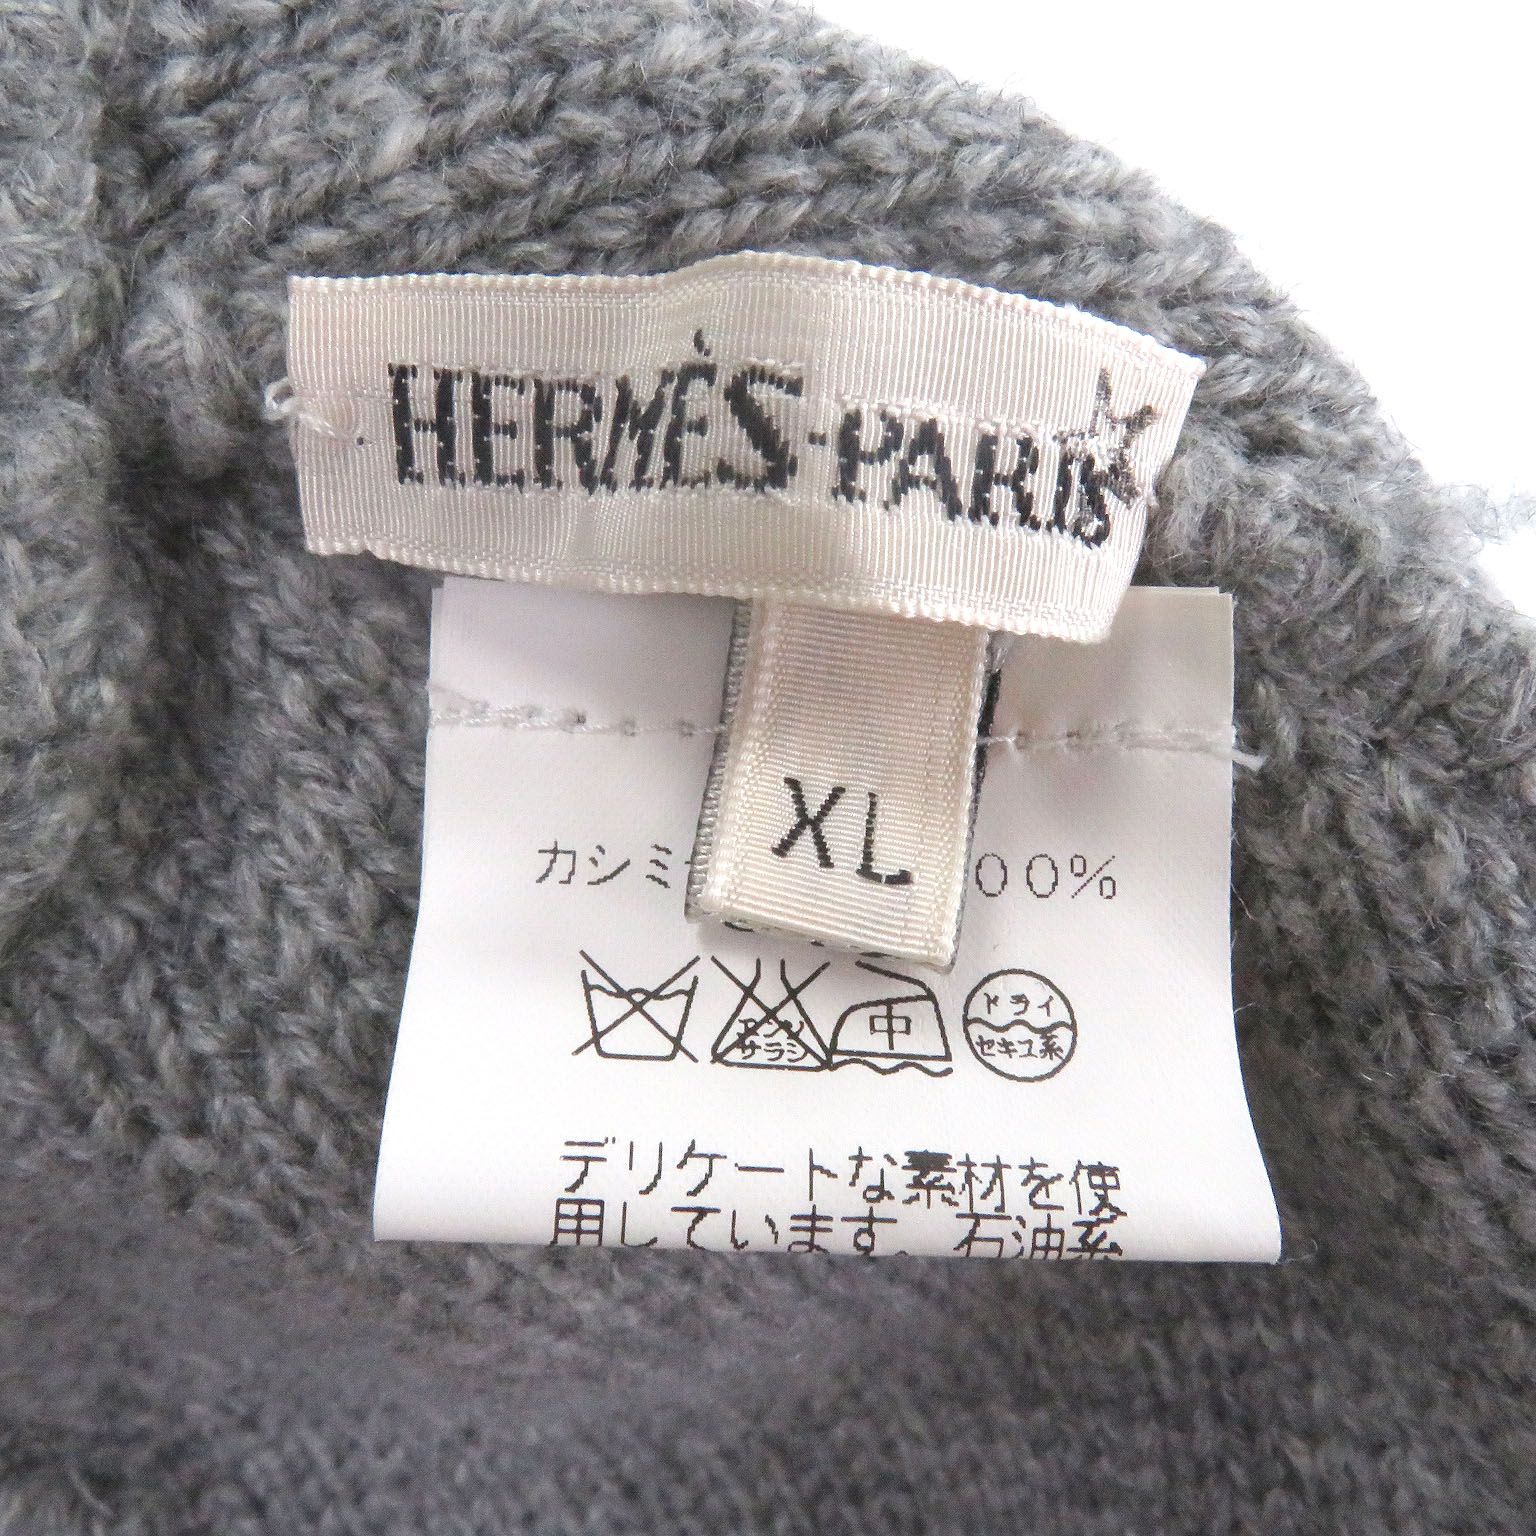 HERMÈS-PARIS
XL
カシミ 00%
エンソ
サラシ
中
ドライ
セキユ系
デリケートな素材を使
用しています。石油系